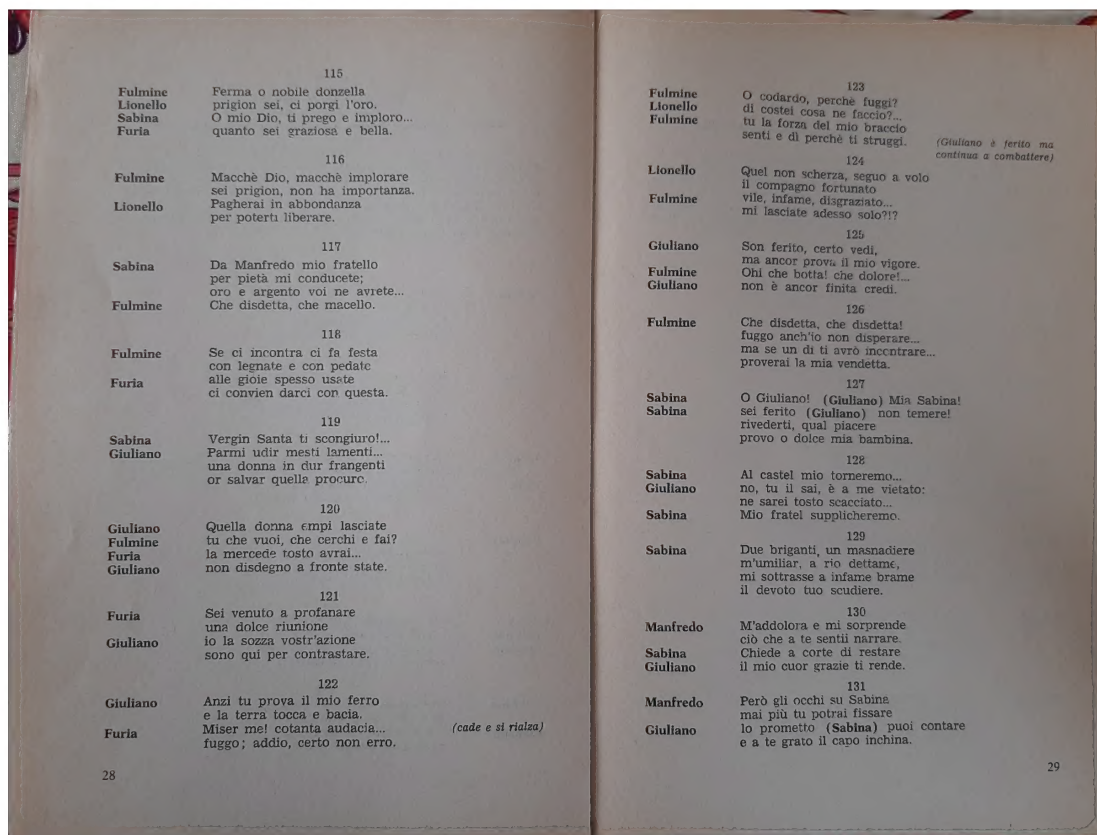 115
Fulmine Ferma o nobile donzella
Lionello prigion sei, ci porgi l'oro.
Sabina O mio Dio, ti prego e imploro...
Furia quanto sei graziosa e bella.
116
Fulmine Macchè Dio, macchè implorare
sei prigion, non ha importanza.
Lionello Pagherai in abbondanza
per poterti liberare.
117
Sabina Da Manfredo mio fratello
per pietà mi conducete;
oro e argento voi ne avrete...
Fulmine Che disdetta, che macello.
118
Fulmine Se ci incontra ci fa festa
con legnate e con pedate
Furia alle gioie spesso usate
ci convien darci con questa.
119
Sabina Vergin Santa ti scongiuro!...
Giuliano Parmi udir mesti lamenti...
una donna in dur frangenti
or salvar quella procuro.
120
Giuliano Quella donna empi lasciate
Fulmine tu che vuoi, che cerchi e fai?
Furia la mercede tosto avrai...
Giuliano non disdegno a fronte state.
121
Furia Sei venuto a profanare
una dolce riunione
Giuliano io la sozza vostr'azione
sono qui per contrastare.
122
Giuliano Anzi tu prova il mio ferro
e la terra tocca e bacia.
Furia Miser me! cotanta audacia... (cade e si rialza)
fuggo; addio, certo non erro.
28
123
Fulmine O codardo, perchè fuggi?
Lionello di costei cosa ne faccio?...
Fulmine tu la forza del mio braccio
senti e dì perchè ti struggi. (Giuliano è ferito ma
continua a combattere)
124
Lionello Quel non scherza, seguo a volo
il compagno fortunato
Fulmine vile, infame, disgraziato...
mi lasciate adesso solo?!?
125
Giuliano Son ferito, certo vedi,
ma ancor prova il mio vigore.
Fulmine Ohi che botta! che dolore!...
Giuliano non è ancor finita credi.
126
Fulmine Che disdetta, che disdetta!
fuggo anch'io non disperare...
ma se un dì ti avrò incontrare...
proverai la mia vendetta.
127
Sabina O Giuliano! (Giuliano) Mia Sabina!
Sabina sei ferito (Giuliano) non temere!
rivederti, qual piacere
provo o dolce mia bambina.
128
Sabina Al castel mio torneremo...
Giuliano no, tu il sai, è a me vietato:
ne sarei tosto scacciato...
Sabina Mio fratel supplicheremo.
129
Sabina Due briganti, un masnadiere
m'umiliar, a rio dettame,
mi sottrasse a infame brame
il devoto tuo scudiere.
130
Manfredo M'addolora e mi sorprende
ciò che a te sentii narrare.
Sabina Chiede a corte di restare
Giuliano il mio cuor grazie ti rende.
131
Manfredo Però gli occhi su Sabina
mai più tu potrai fissare
Giuliano lo prometto (Sabina) puoi contare
e a te grato il capo inchina.
29